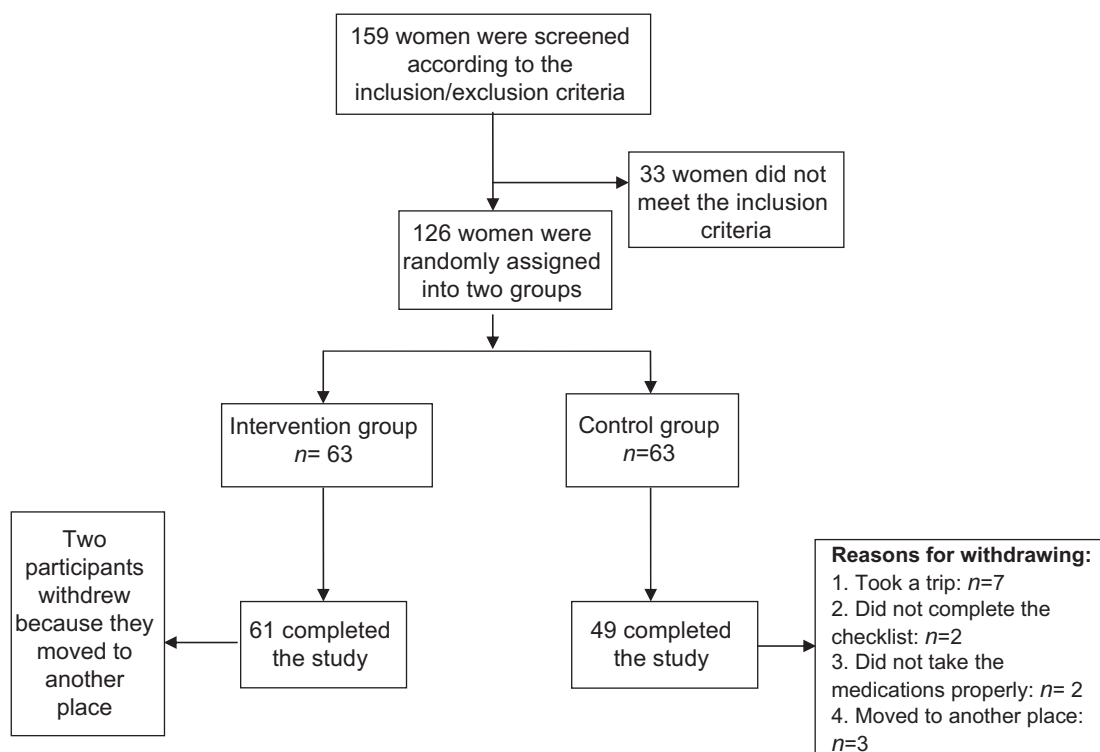 159 women were screened
according to the
inclusion/exclusion criteria
33 women did not
meet the inclusion
criteria
126 women were
randomly assigned
into two groups
Intervention group
n= 63
Control group
n=63
Two
participants
withdrew
because they
moved to
another
place
61 completed
the study
49 completed
the study
Reasons for withdrawing:
1. Took a trip: n=7
2. Did not complete the
checklist: n=2
3. Did not take the
medications properly: n= 2
4. Moved to another place:
n=3